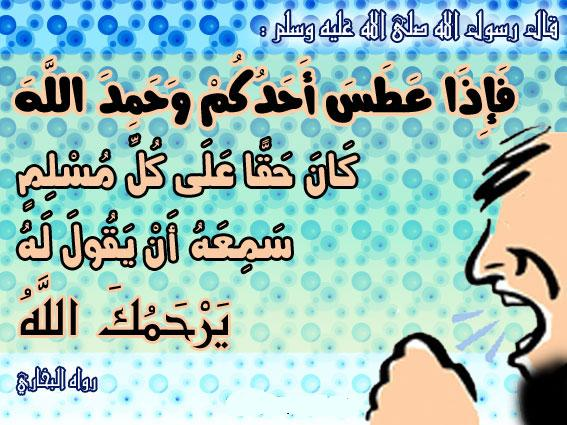 قال رسول الله صلى الله عليه وسلم :
فَإِذَا عَطَسَ أَحَدُكُمْ وَحَمِدَ اللَّهَ
كَانَ حَقًّا عَلَى كُلِّ مُسْلِمٍ
سَمِعَهُ أَنْ يَقُولَ لَهُ
يَرْحَمُكَ اللَّهُ
رواه البخاري